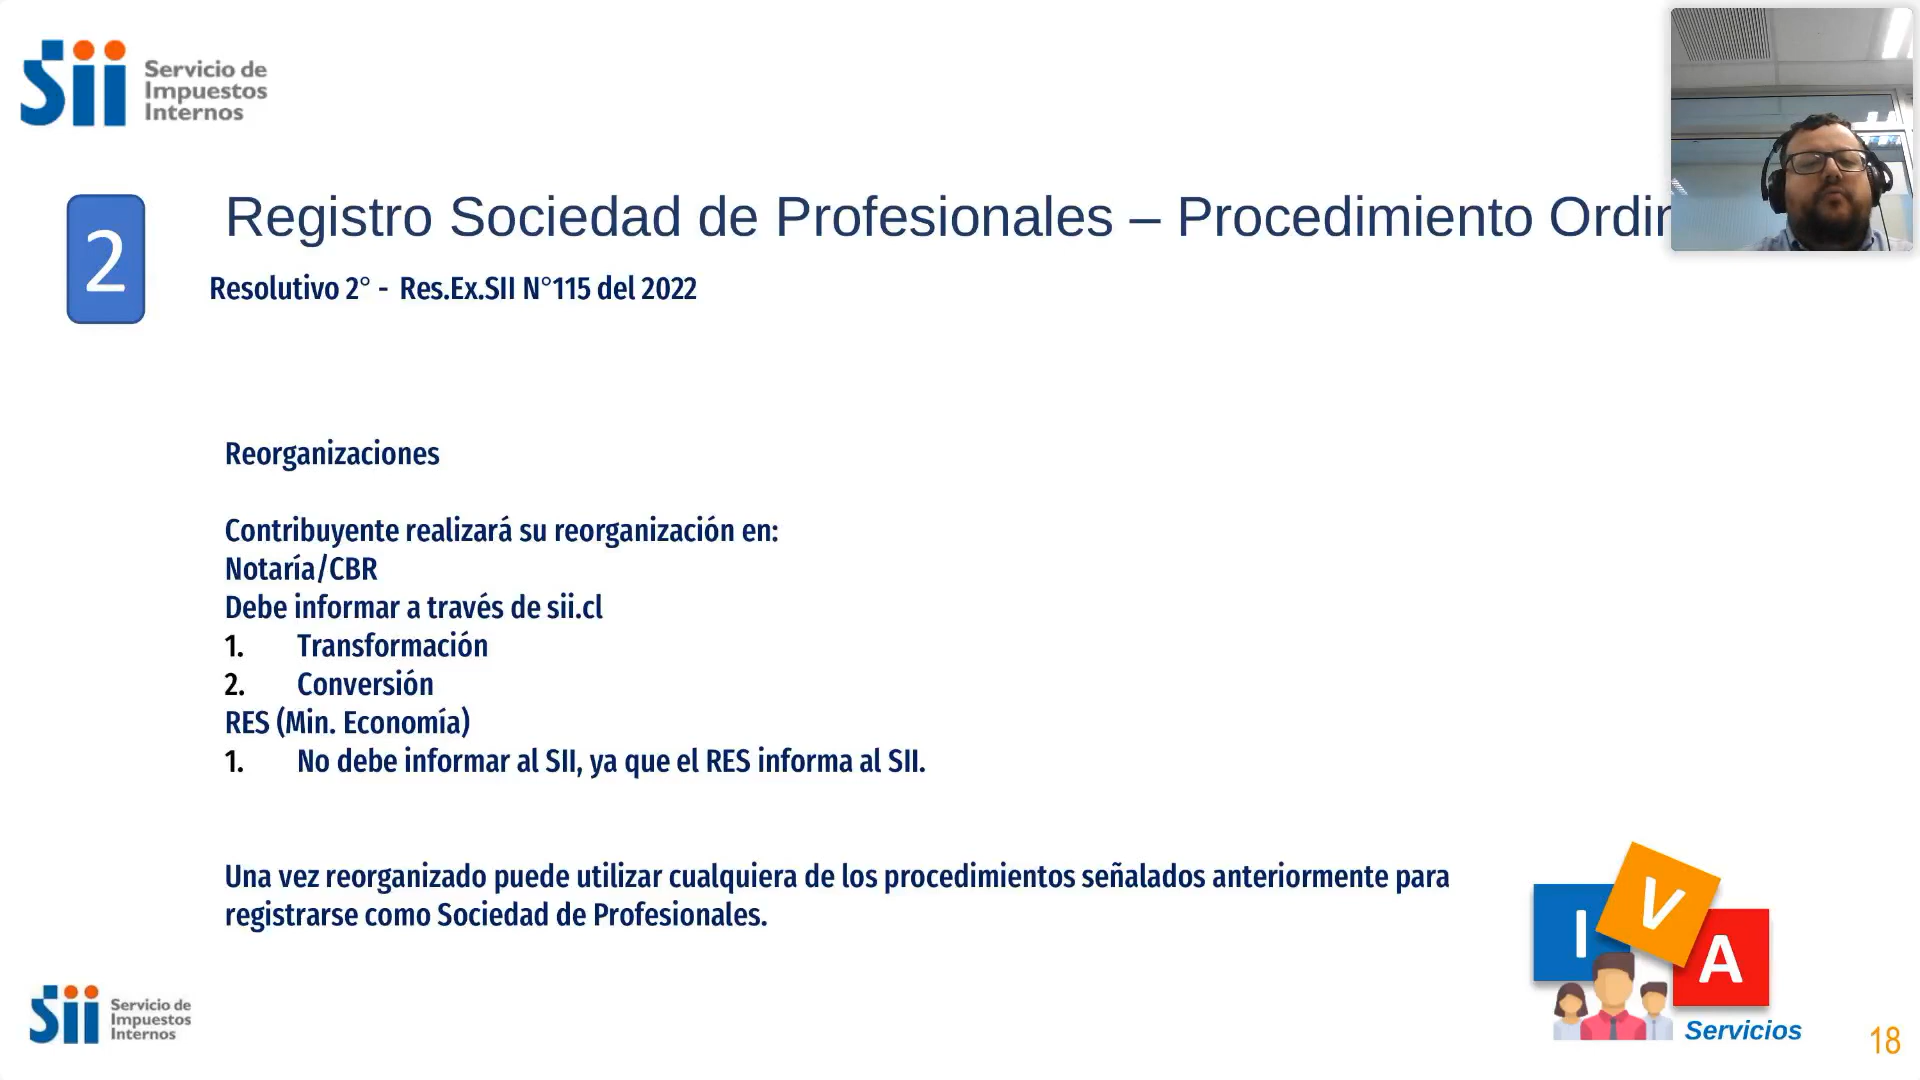 Sii Servicio de
Impuestos
Internos
2
Registro Sociedad de Profesionales – Procedimiento
Resolutivo 2° - Res.Ex.SII N°115 del 2022
Reorganizaciones
Contribuyente realizará su reorganización en:
Notaría/CBR
Debe informar a través de sii.cl
1. Transformación
2. Conversión
RES (Min. Economía)
1. No debe informar al SII, ya que el RES informa al SII.
Una vez reorganizado puede utilizar cualquiera de los procedimientos señalados anteriormente para
registrarse como Sociedad de Profesionales.
I V A
Servicios
Sii Servicio de
Impuestos
Internos
18